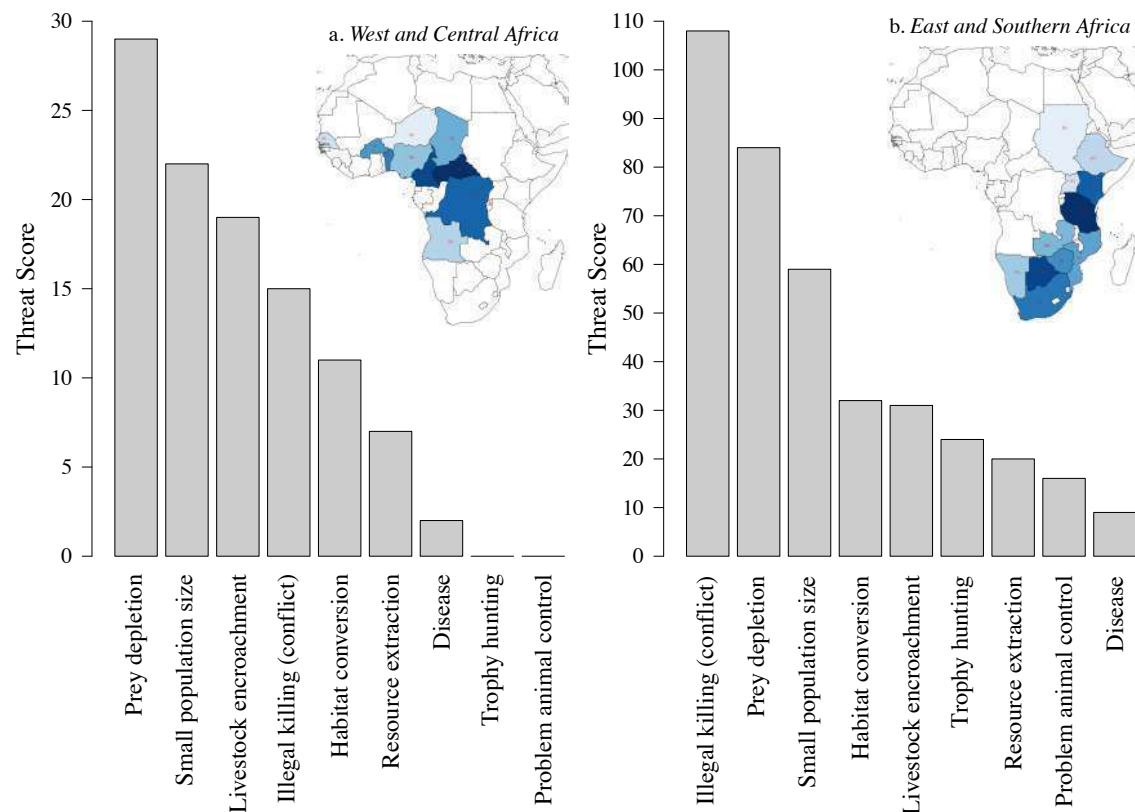 a. West and Central Africa
Threat Score
30
25
20
15
10
5
0
Prey depletion
Small population size
Livestock encroachment
Illegal killing (conflict)
Habitat conversion
Resource extraction
Disease
Trophy hunting
Problem animal control
b. East and Southern Africa
Threat Score
110
100
90
80
70
60
50
40
30
20
10
0
Illegal killing (conflict)
Prey depletion
Small population size
Habitat conversion
Livestock encroachment
Trophy hunting
Resource extraction
Problem animal control
Disease